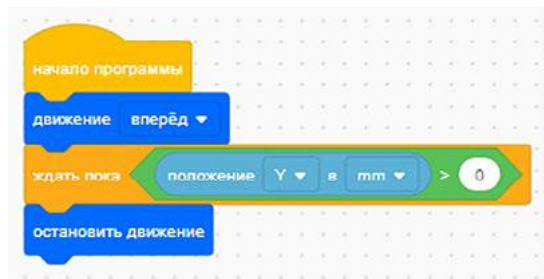 начало программы
движение вперёд
ждать пока положение Y в mm > 0
остановить движение